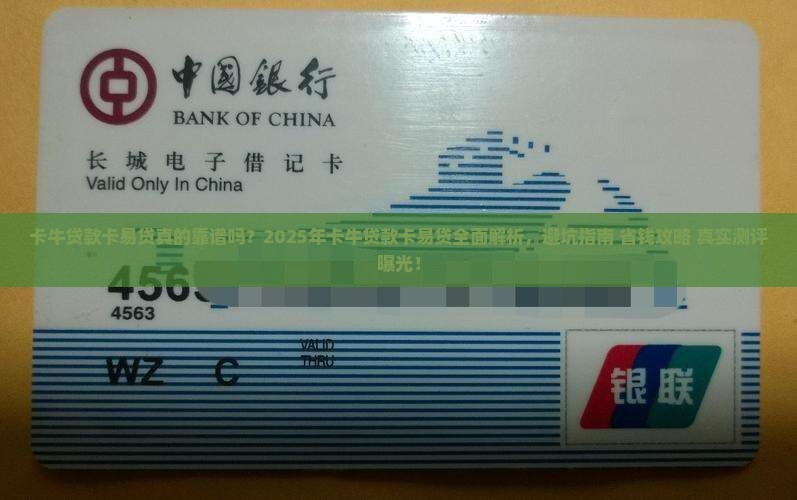 中國銀行
BANK OF CHINA
长城电子借记卡
Valid Only In China
卡牛贷款卡易贷真的靠谱吗？2025年卡牛贷款卡易贷全面解析，避坑指南 省钱攻略 真实测评
曝光！
4563
4563
VALID
THRU
WZ C
银联